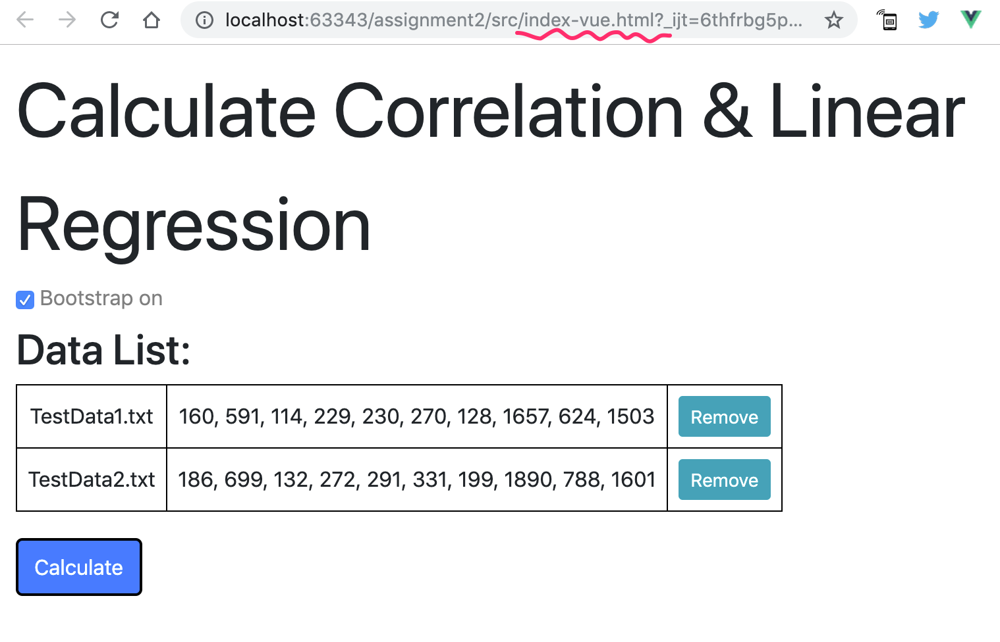 localhost:63343/assignment2/src/index-vue.html?_ijt=6thfrbg5p...
Calculate Correlation & Linear
Regression
Bootstrap on
Data List:
TestData1.txt 160, 591, 114, 229, 230, 270, 128, 1657, 624, 1503 Remove
TestData2.txt 186, 699, 132, 272, 291, 331, 199, 1890, 788, 1601 Remove
Calculate